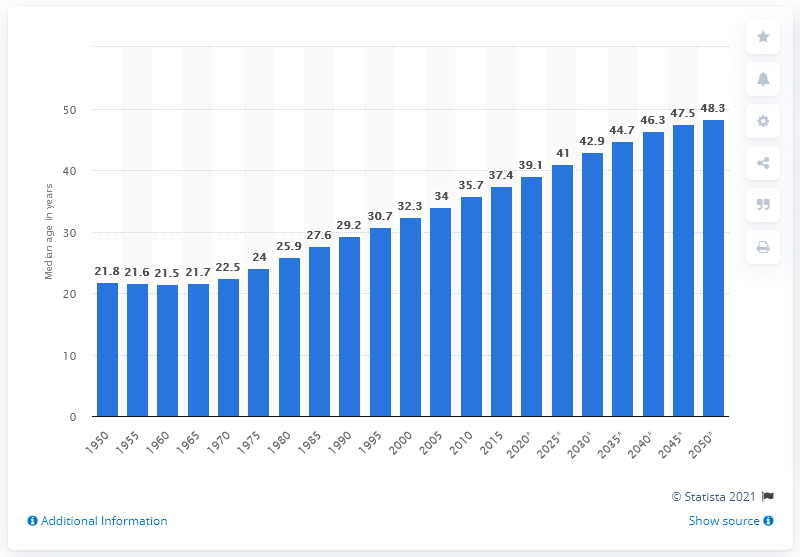 Median age in years
50
40
30
20
10
0
21.8 21.6 21.5 21.7 22.5 24 25.9 27.6 29.2 30.7 32.3 34 35.7 37.4 39.1 41 42.9 44.7 46.3 47.5 48.3
1950 1955 1960 1965 1970 1975 1980 1985 1990 1995 2000 2005 2010 2015 2020* 2025* 2030* 2035* 2040* 2045* 2050*
© Statista 2021
Additional Information
Show source